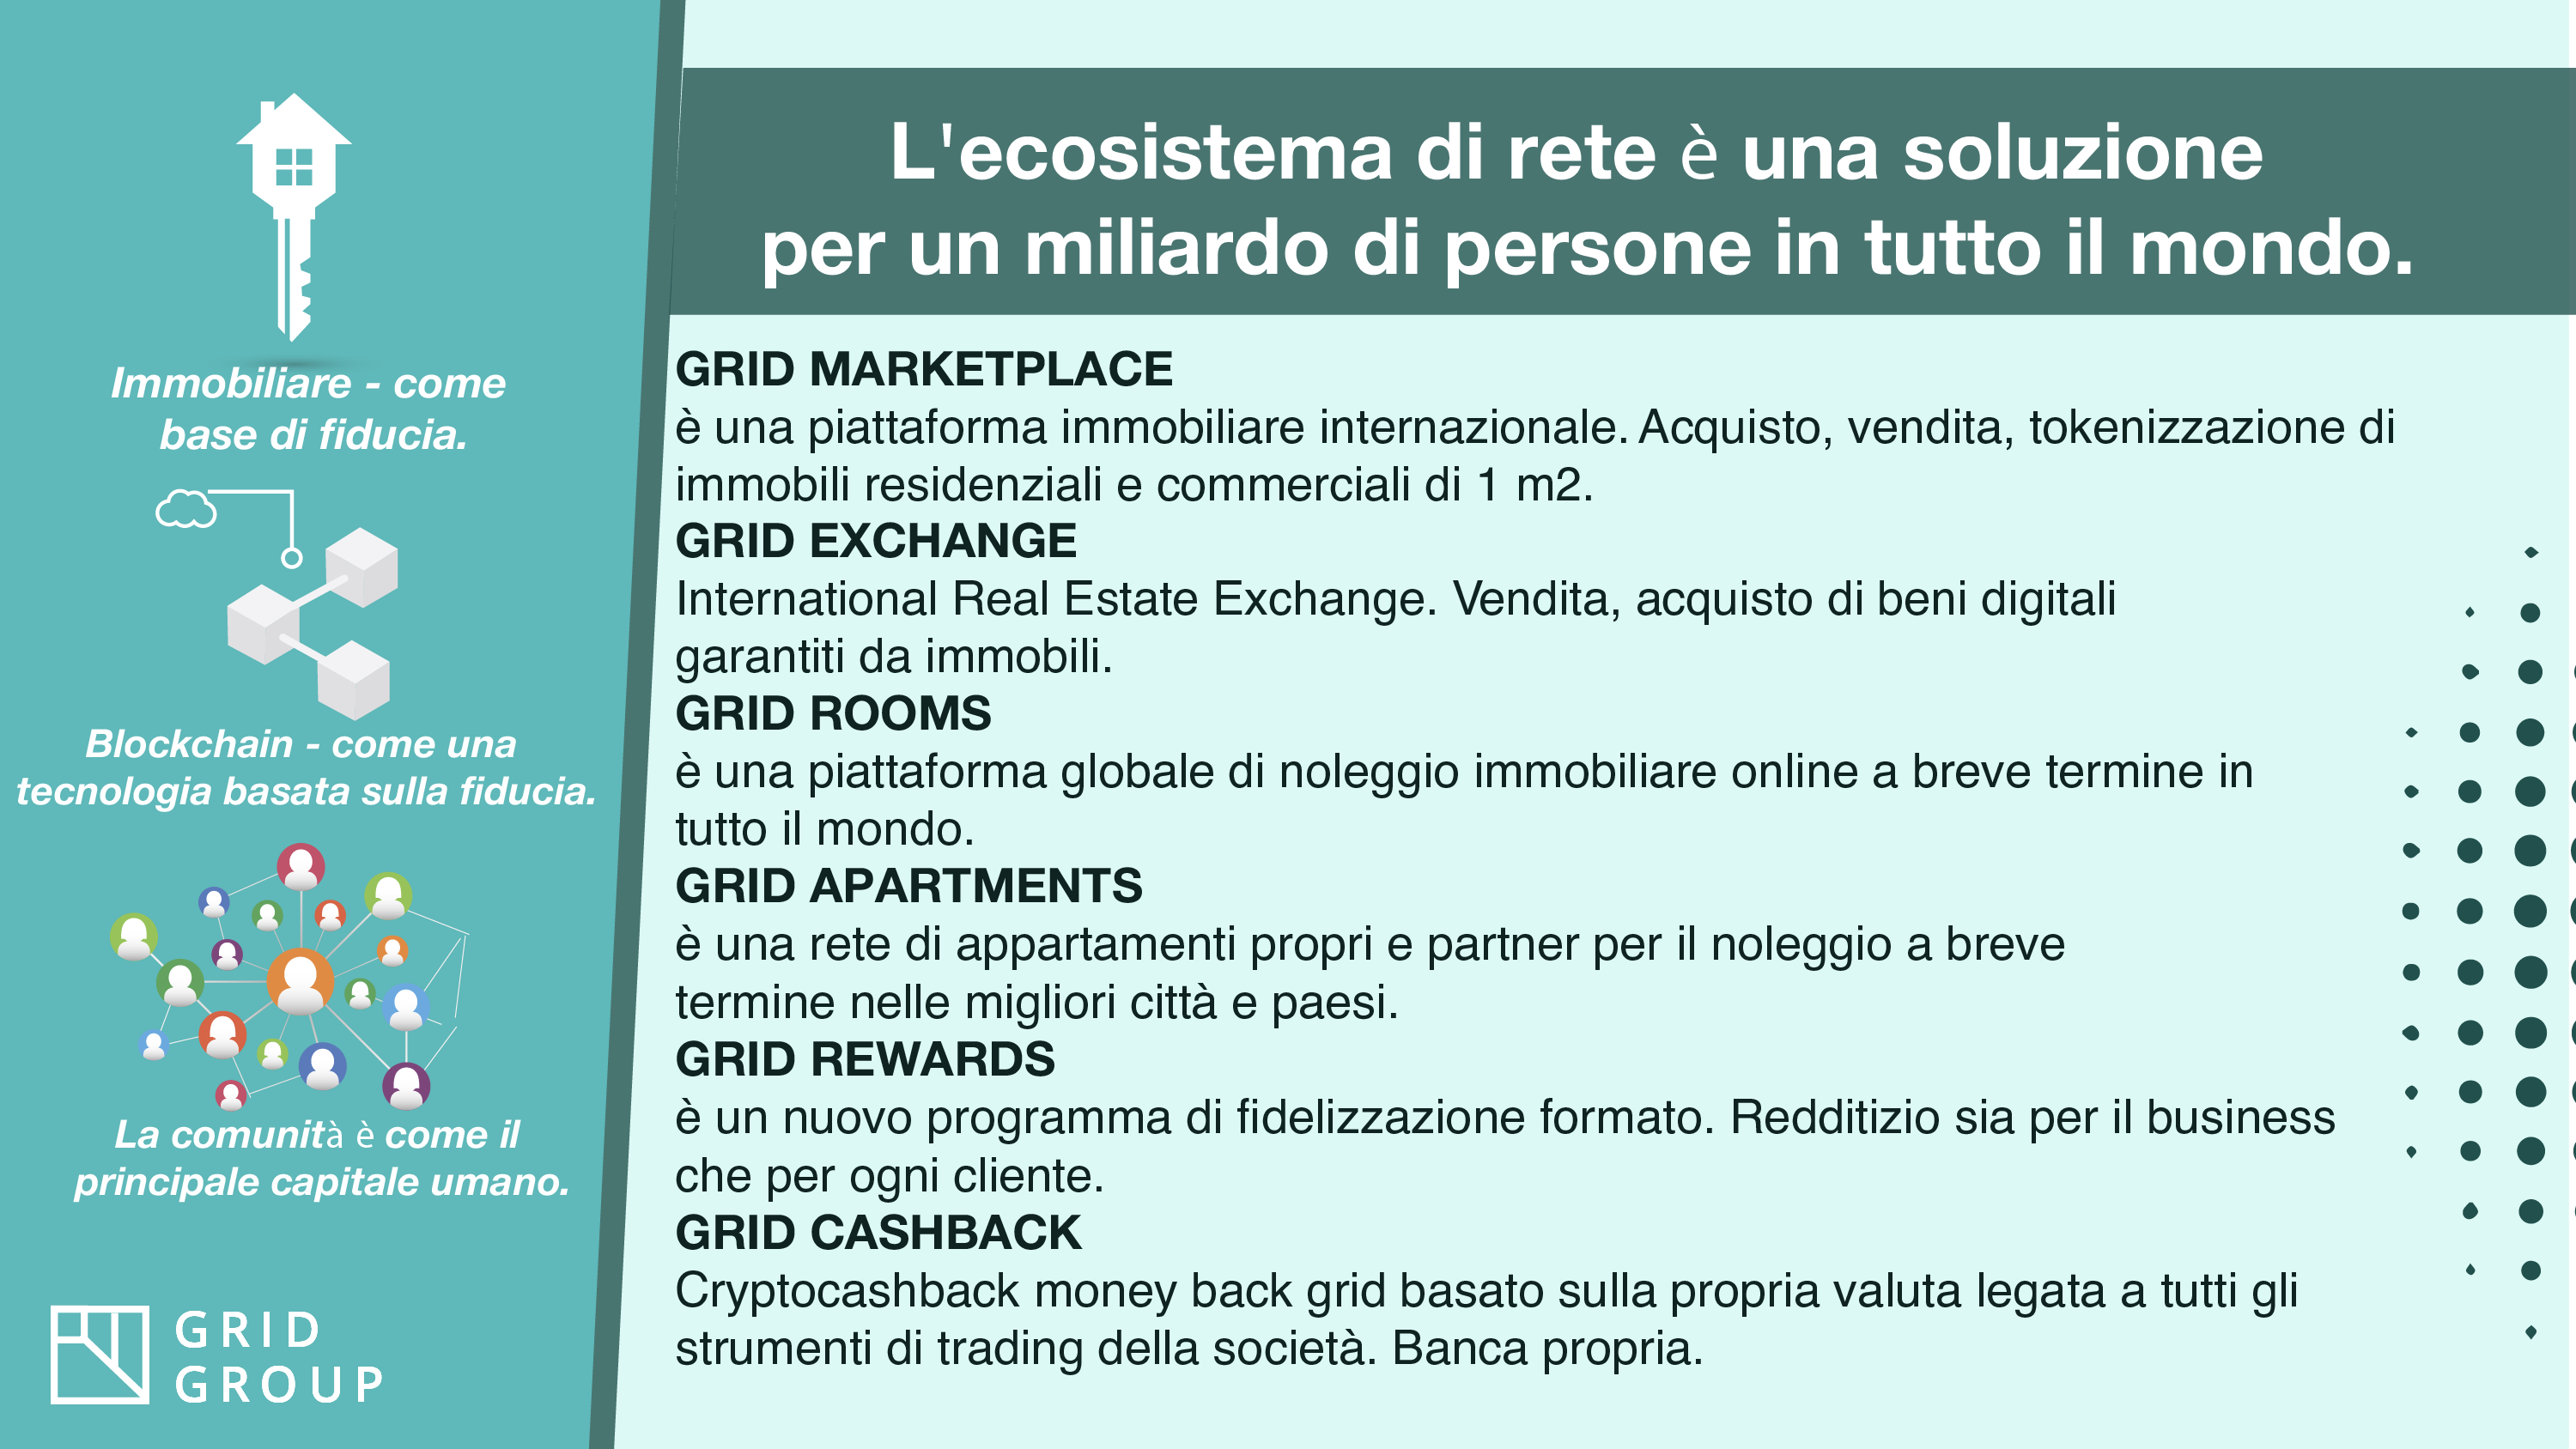 Immobiliare - come
base di fiducia.
Blockchain - come una
tecnologia basata sulla fiducia.
La comunità è come il
principale capitale umano.
GRID
GROUP
L'ecosistema di rete è una soluzione
per un miliardo di persone in tutto il mondo.
GRID MARKETPLACE
è una piattaforma immobiliare internazionale. Acquisto, vendita, tokenizzazione di
immobili residenziali e commerciali di 1 m2.
GRID EXCHANGE
International Real Estate Exchange. Vendita, acquisto di beni digitali
garantiti da immobili.
GRID ROOMS
è una piattaforma globale di noleggio immobiliare online a breve termine in
tutto il mondo.
GRID APARTMENTS
è una rete di appartamenti propri e partner per il noleggio a breve
termine nelle migliori città e paesi.
GRID REWARDS
è un nuovo programma di fidelizzazione formato. Redditizio sia per il business
che per ogni cliente.
GRID CASHBACK
Cryptocashback money back grid basato sulla propria valuta legata a tutti gli
strumenti di trading della società. Banca propria.